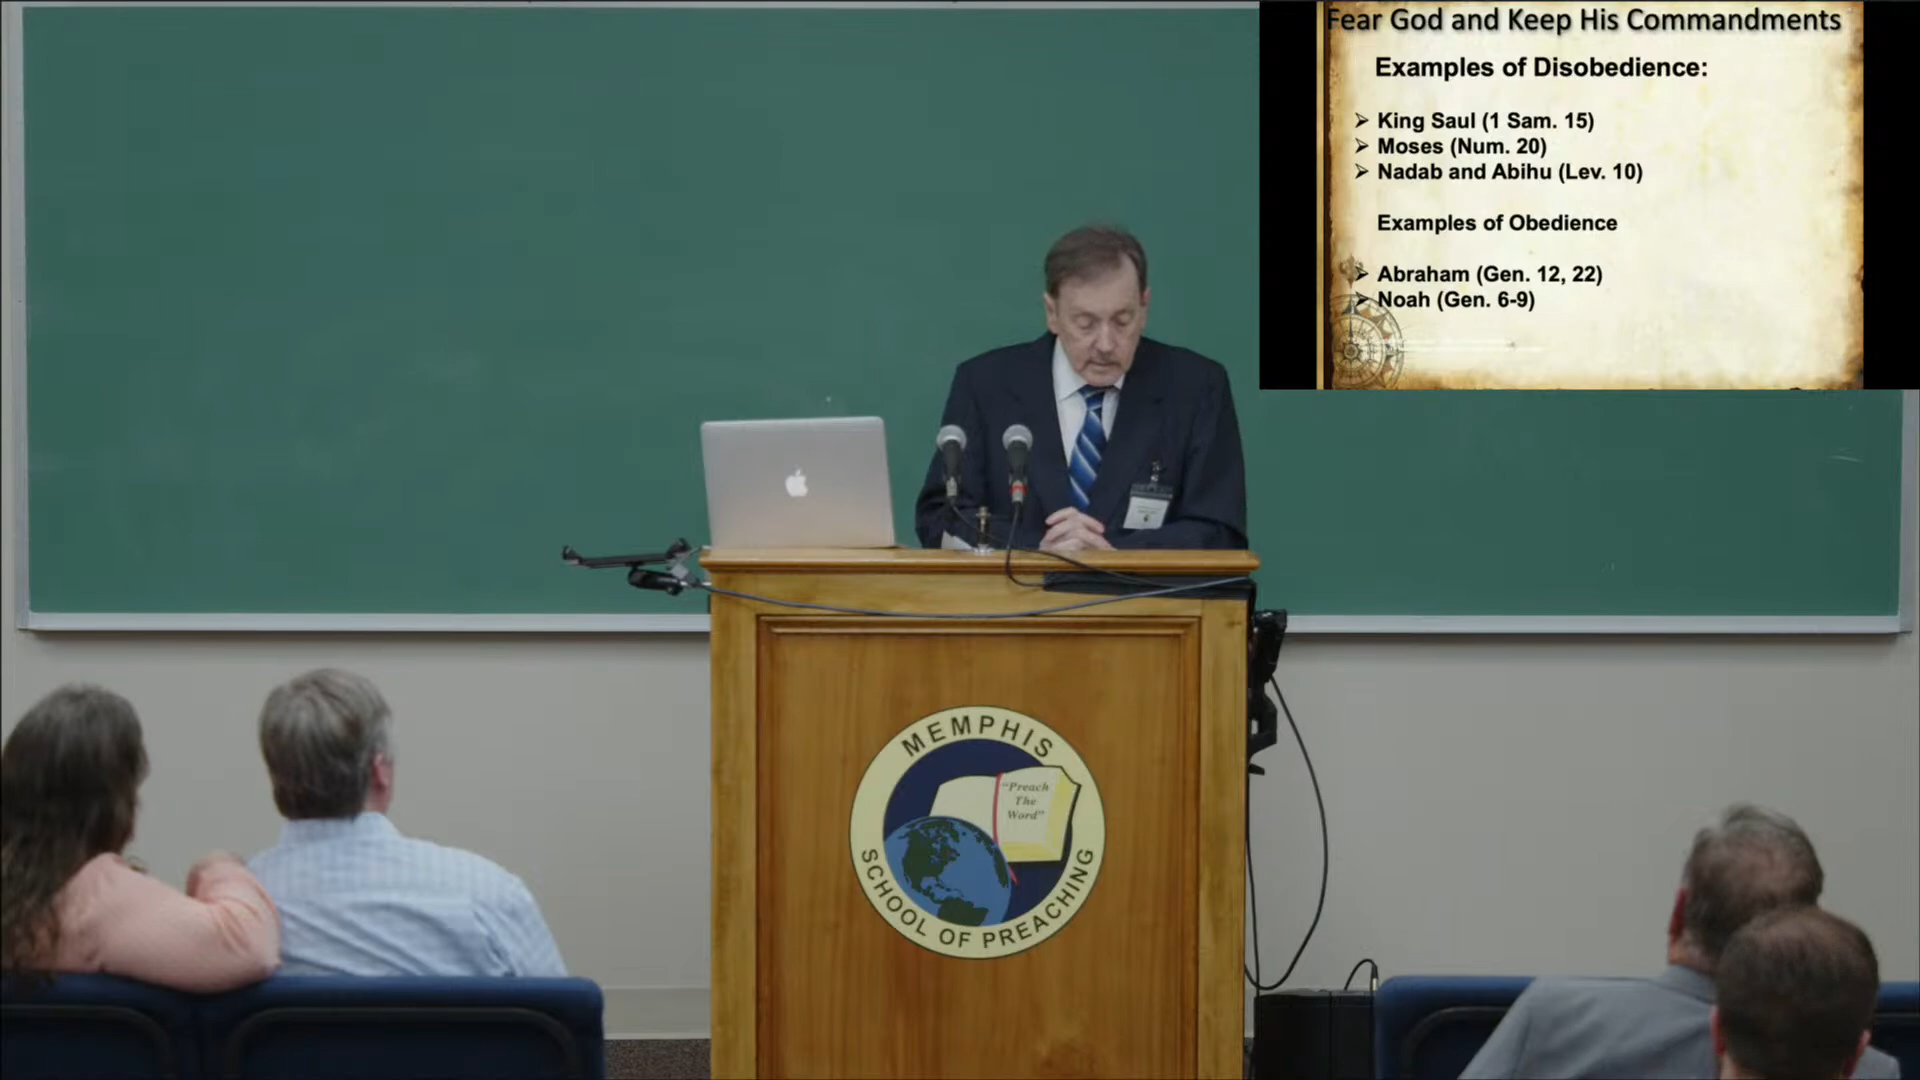 Fear God and Keep His Commandments
Examples of Disobedience:
King Saul (1 Sam. 15)
Moses (Num. 20)
Nadab and Abihu (Lev. 10)
Examples of Obedience
Abraham (Gen. 12, 22)
Noah (Gen. 6-9)
MEMPHIS
"Preach
The
Word"
SCHOOL OF PREACHING